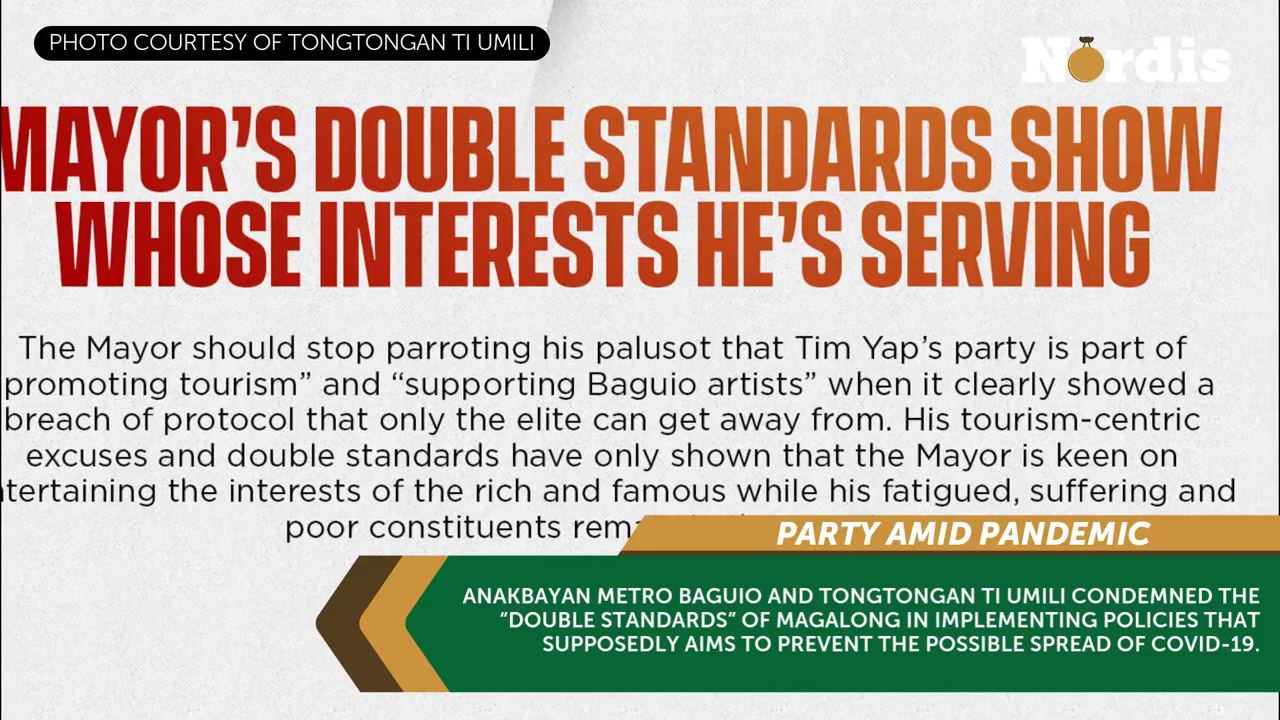 PHOTO COURTESY OF TONGTONGAN TI UMILI
Nordis
MAYOR'S DOUBLE STANDARDS SHOW
WHOSE INTERESTS HE'S SERVING
The Mayor should stop parroting his palusot that Tim Yap's party is part of
promoting tourism” and “supporting Baguio artists” when it clearly showed a
breach of protocol that only the elite can get away from. His tourism-centric
excuses and double standards have only shown that the Mayor is keen on
the interests of the rich and famous while his fatigued, suffering and
poor constituents
PARTY AMID PANDEMIC
ANAKBAYAN METRO BAGUIO AND TONGTONGAN TI UMILI CONDEMNED THE
“DOUBLE STANDARDS” OF MAGALONG IN IMPLEMENTING POLICIES THAT
SUPPOSEDLY AIMS TO PREVENT THE POSSIBLE SPREAD OF COVID-19.